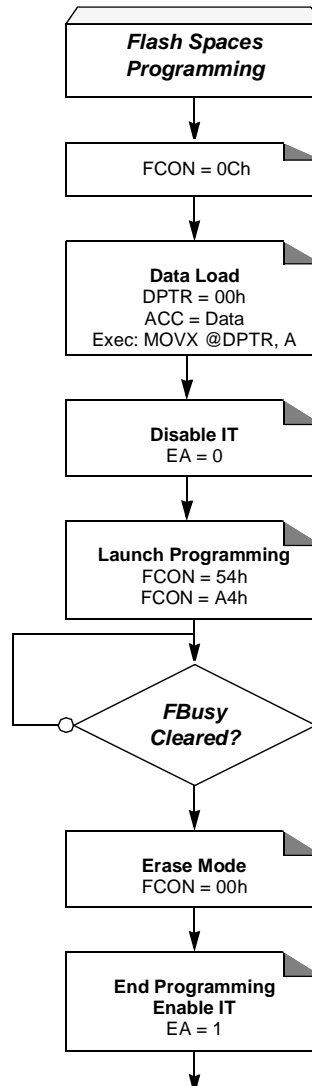 Flash Spaces
Programming
FCON = 0Ch
Data Load
DPTR = 00h
ACC = Data
Exec: MOVX @DPTR, A
Disable IT
EA = 0
Launch Programming
FCON = 54h
FCON = A4h
FBusy
Cleared?
Erase Mode
FCON = 00h
End Programming
Enable IT
EA = 1